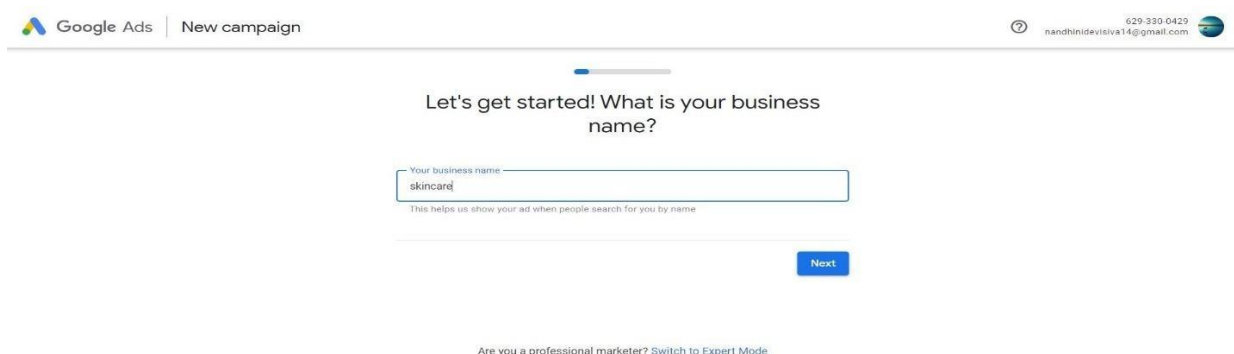 Google Ads New campaign
629-330-0429
nandhinidevisiva14@gmail.com
Let's get started! What is your business
name?
Your business name
skincare
This helps us show your ad when people search for you by name
Next
Are you a professional marketer? Switch to Expert Mode